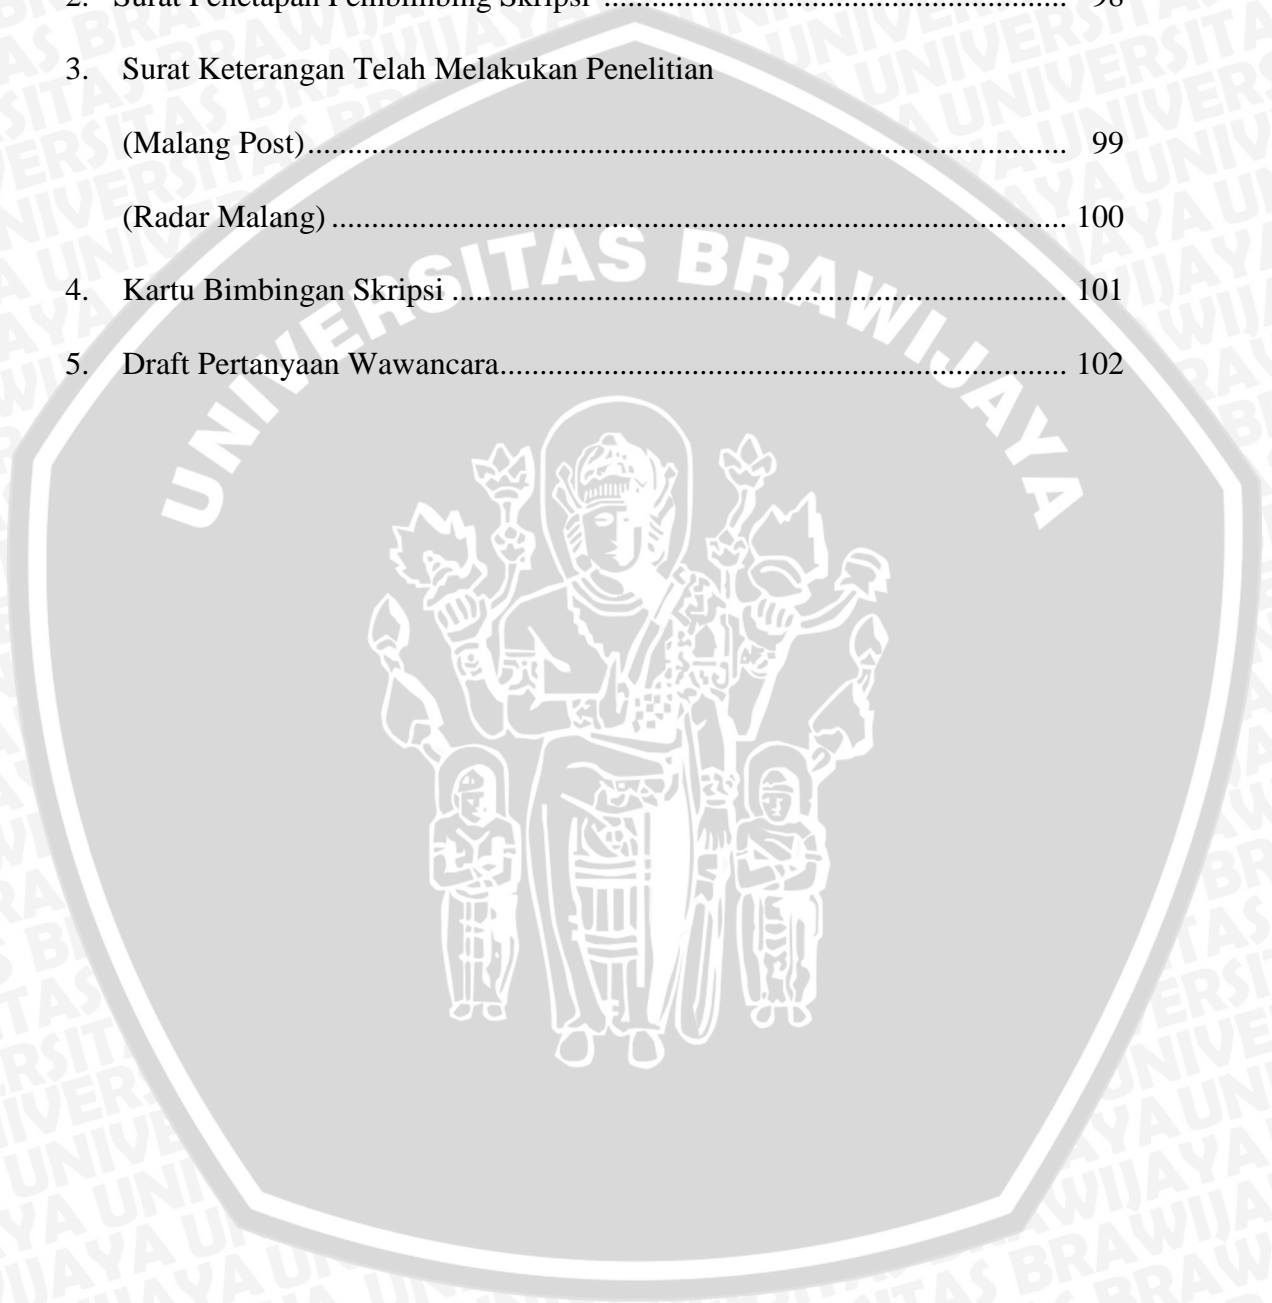 2. Surat Penetapan Pembimbing Skripsi ........................................................ 98
3. Surat Keterangan Telah Melakukan Penelitian
(Malang Post) ............................................................................................ 99
(Radar Malang) ......................................................................................... 100
4. Kartu Bimbingan Skripsi .......................................................................... 101
5. Draft Pertanyaan Wawancara.................................................................... 102
UNIVERSITAS BRAWIJAYA